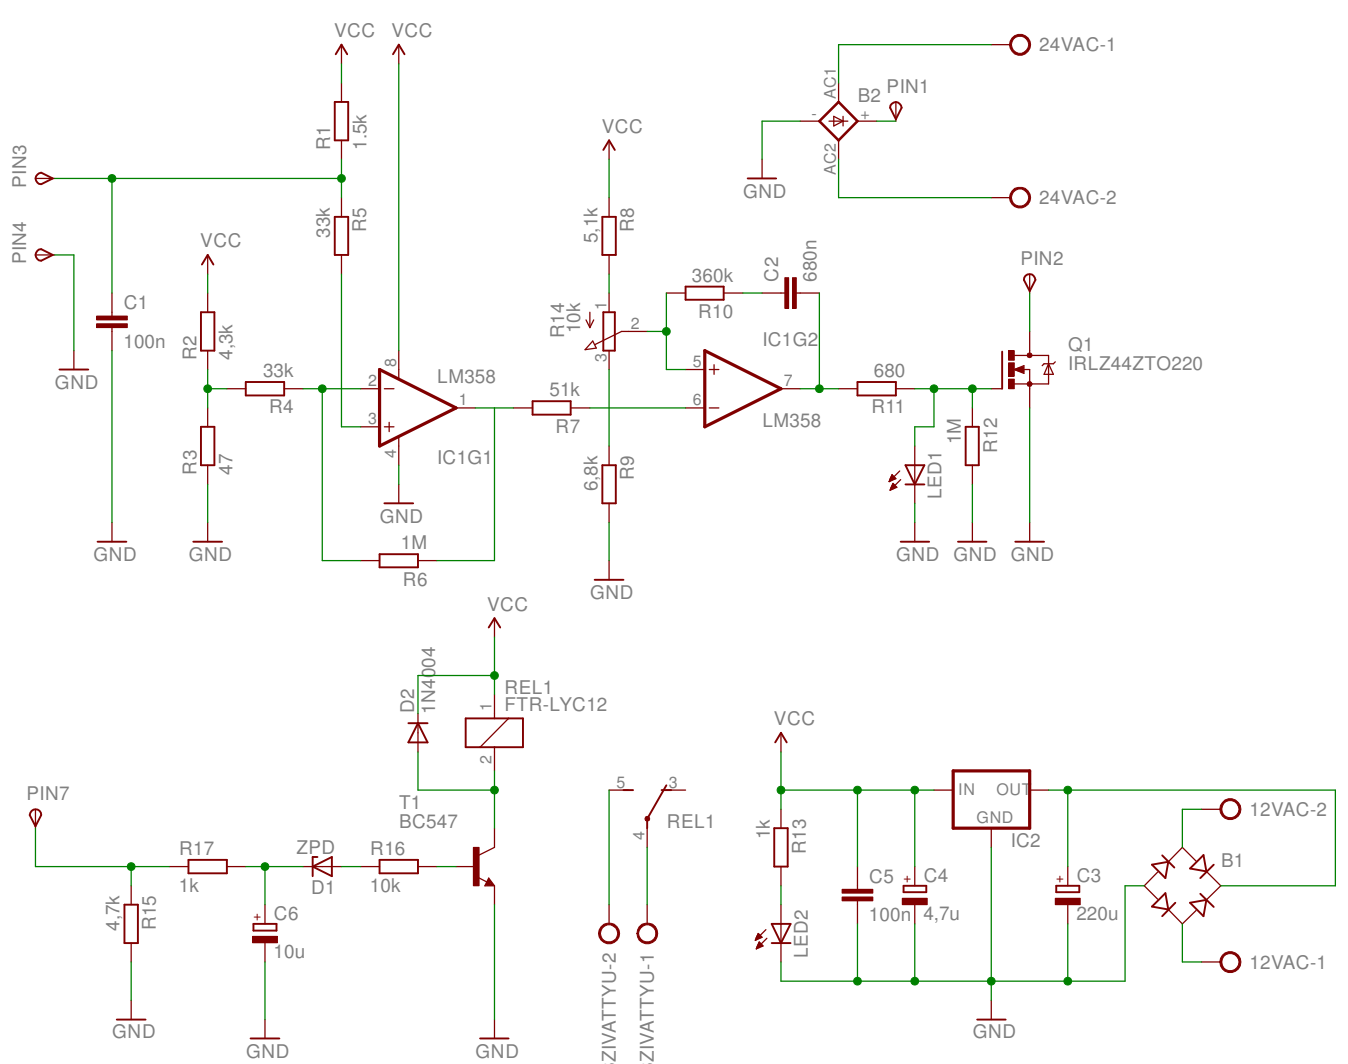 VCC
VCC
24VAC-1
AC1
B2
PIN1
-
+
R1
1.5k
VCC
AC2
PIN3
GND
24VAC-2
33k
R5
5,1k
R8
PIN4
VCC
PIN2
360k
C2
680n
R10
C1
100n
R2
4,3k
R14
10k
1
2
3
IC1G2
Q1
IRLZ44ZTO220
GND
33k
R4
8
2
3
1
4
LM358
IC1G1
51k
R7
5
6
7
LM358
680
R11
R3
47
6,8k
R9
LED1
1M
R12
GND
GND
GND
GND
GND
GND
1M
R6
GND
VCC
D2
1N4004
REL1
FTR-LYC12
1
2
VCC
PIN7
T1
BC547
5
3
4
REL1
IN
OUT
GND
IC2
12VAC-2
1k
R13
R17
1k
ZPD
D1
R16
10k
C5
100n
C4
+
4,7u
C3
+
220u
B1
4,7k
R15
C6
+
10u
LED2
12VAC-1
ZIVATTYU-2
ZIVATTYU-1
GND
GND
GND
GND